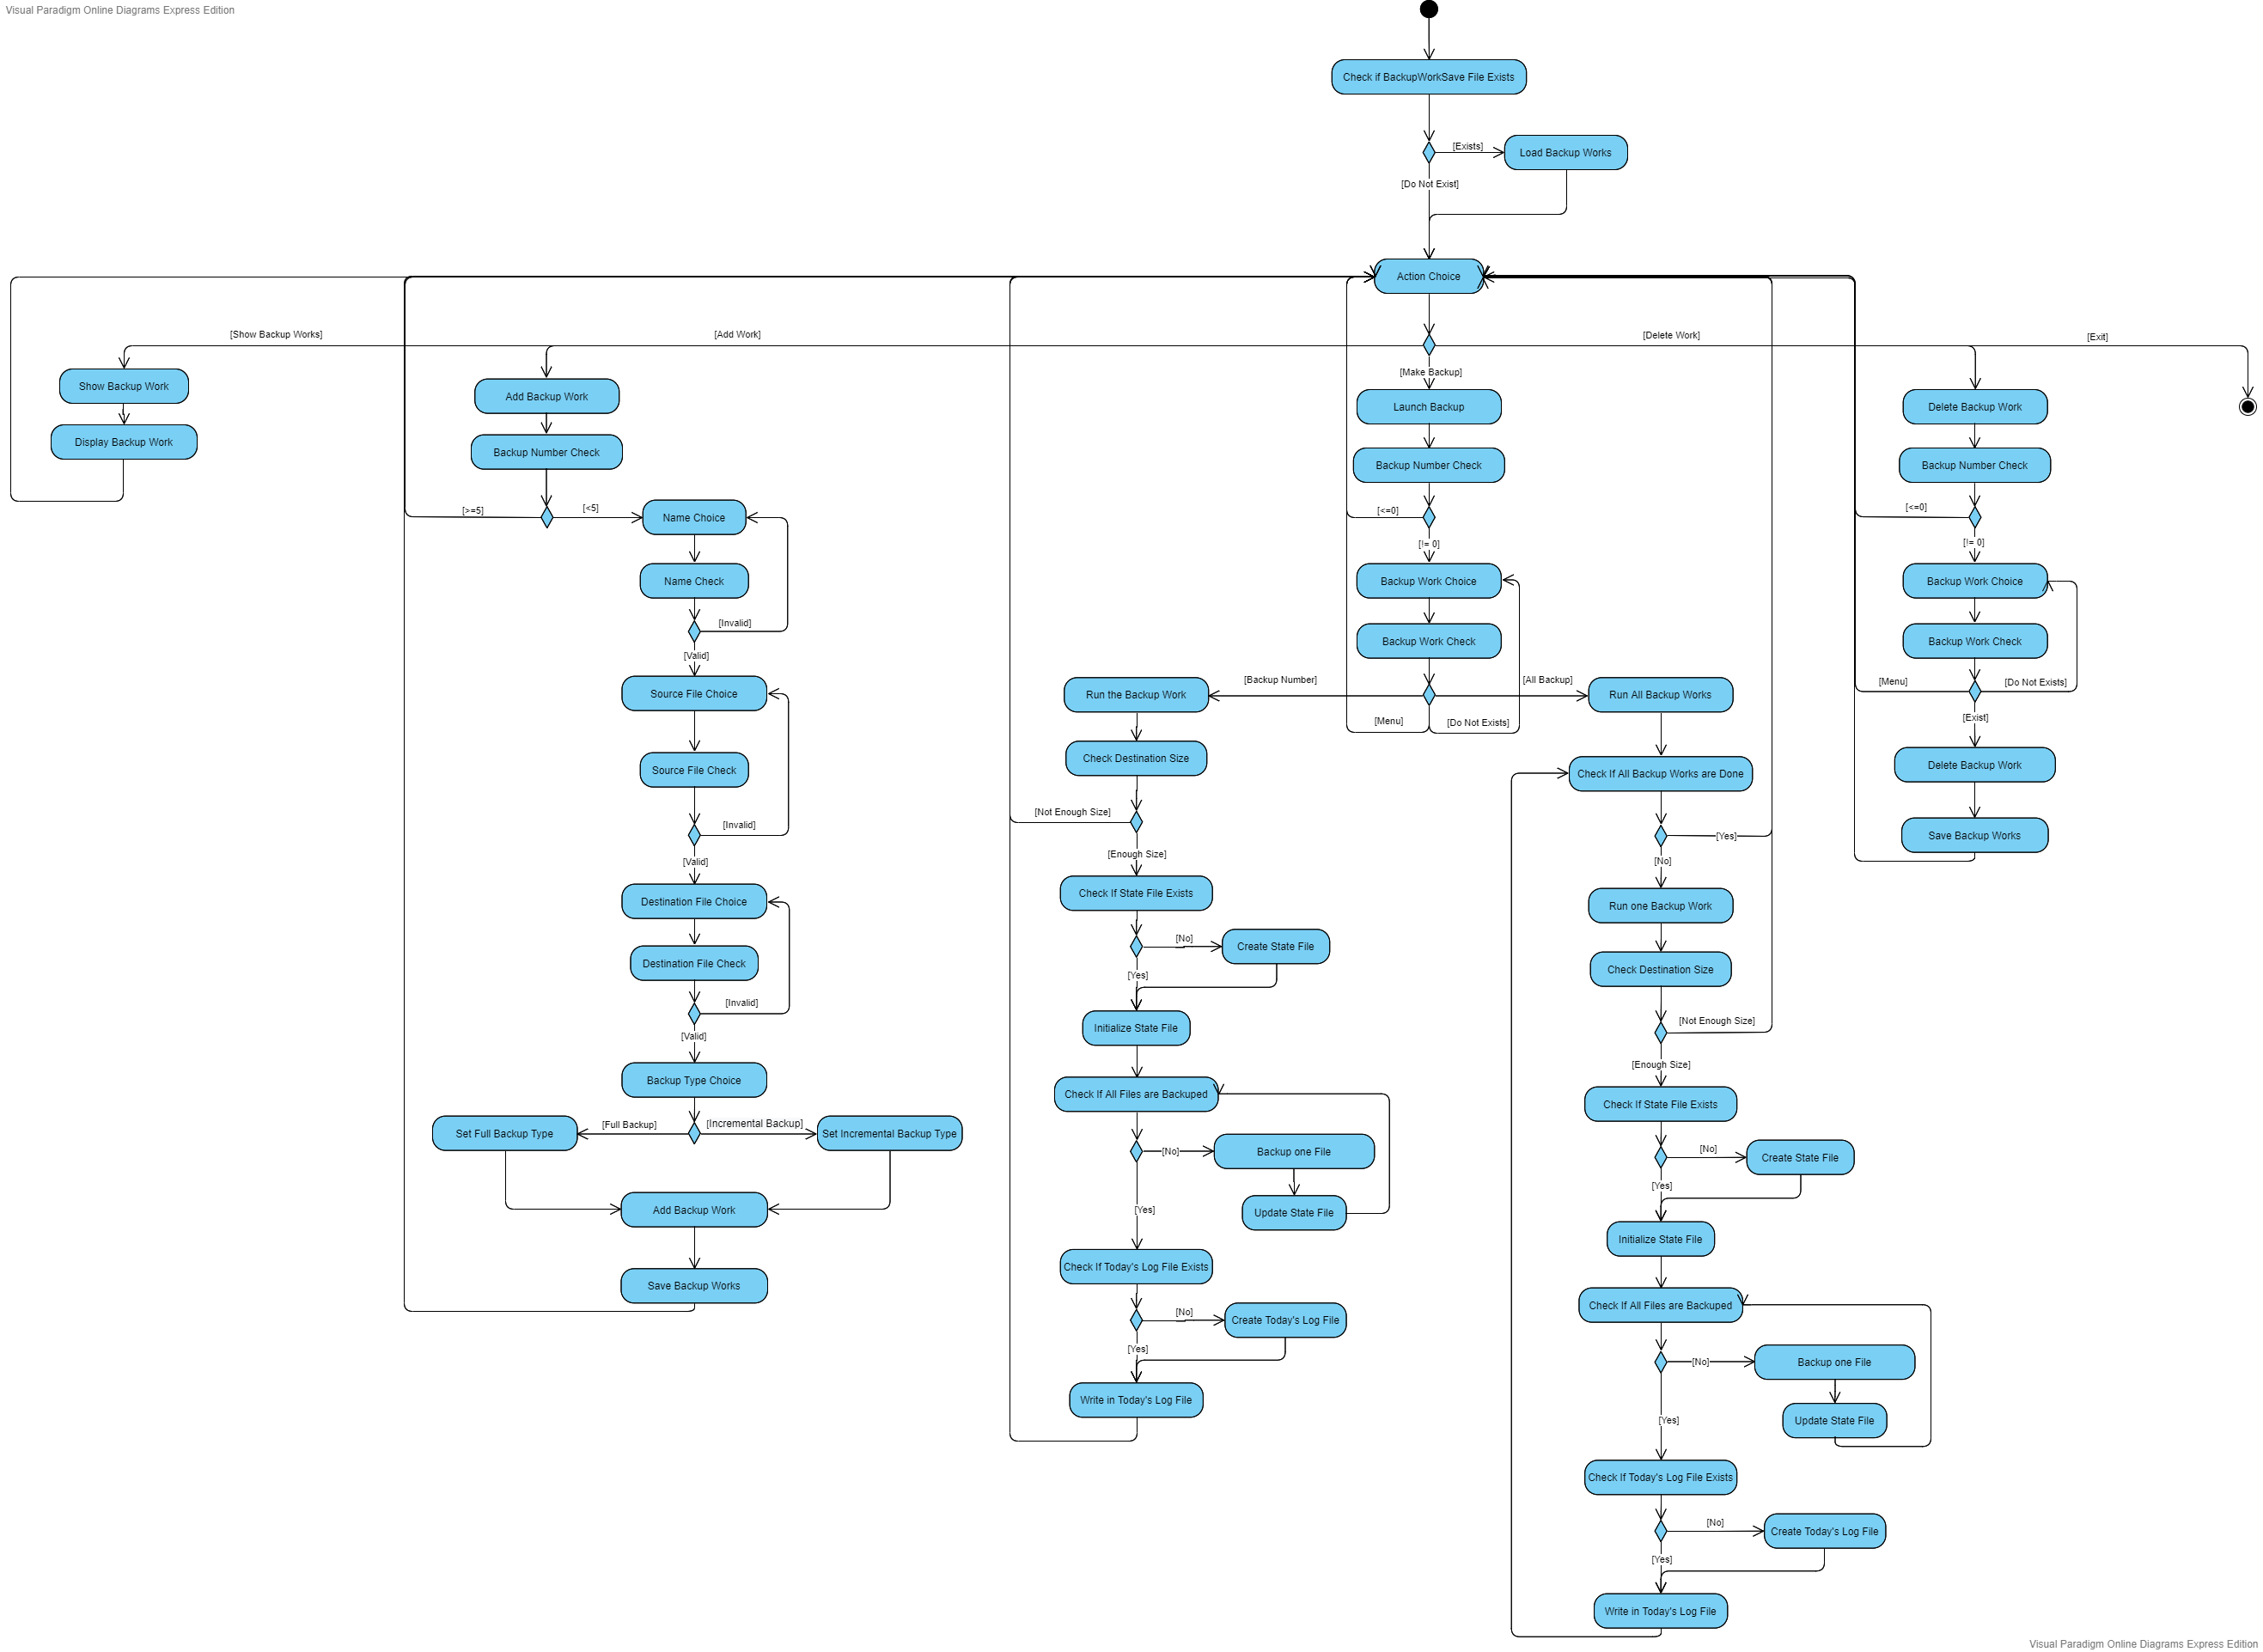 Visual Paradigm Online Diagrams Express Edition
Check if BackupWorkSave File Exists
[Exists]
Load Backup Works
[Do Not Exist]
Action Choice
[Show Backup Works]
[Add Work]
[Delete Work]
[Exit]
[Make Backup]
Show Backup Work
Display Backup Work
Add Backup Work
Backup Number Check
[>=5]
[<5]
Name Choice
Name Check
[Invalid]
[Valid]
Source File Choice
Source File Check
[Invalid]
[Valid]
Destination File Choice
Destination File Check
[Invalid]
[Valid]
Backup Type Choice
[Full Backup]
[Incremental Backup]
Set Full Backup Type
Set Incremental Backup Type
Add Backup Work
Save Backup Works
Launch Backup
Backup Number Check
[<=0]
[!= 0]
Backup Work Choice
Backup Work Check
[Backup Number]
[All Backup]
[Menu]
[Do Not Exists]
Run the Backup Work
Check Destination Size
[Not Enough Size]
[Enough Size]
Check If State File Exists
[No]
Create State File
[Yes]
Initialize State File
Check If All Files are Backuped
[No]
Backup one File
Update State File
[Yes]
Check If Today's Log File Exists
[No]
Create Today's Log File
[Yes]
Write in Today's Log File
Run All Backup Works
Check If All Backup Works are Done
[Yes]
[No]
Run one Backup Work
Check Destination Size
[Not Enough Size]
[Enough Size]
Check If State File Exists
[No]
Create State File
[Yes]
Initialize State File
Check If All Files are Backuped
[No]
Backup one File
Update State File
[Yes]
Check If Today's Log File Exists
[No]
Create Today's Log File
[Yes]
Write in Today's Log File
Delete Backup Work
Backup Number Check
[<=0]
[!= 0]
Backup Work Choice
Backup Work Check
[Menu]
[Do Not Exists]
[Exist]
Delete Backup Work
Save Backup Works
Visual Paradigm Online Diagrams Express Edition